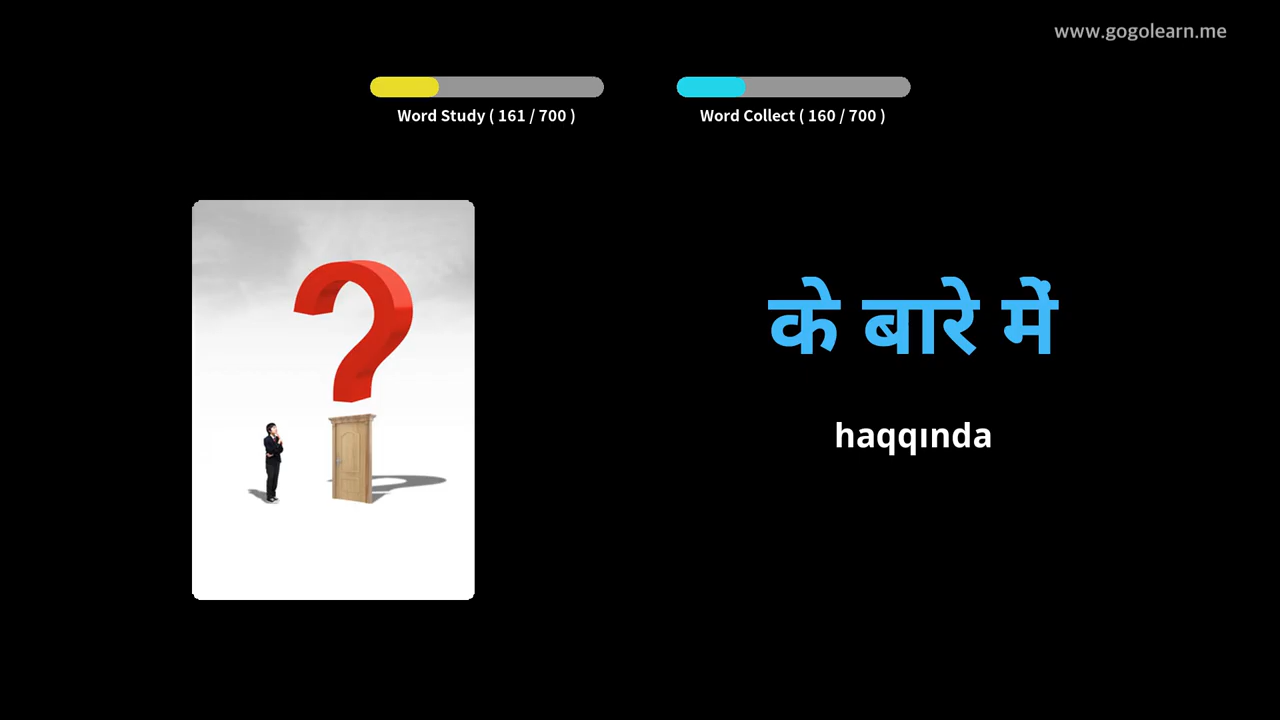 www.gogolearn.me
Word Study ( 161 / 700 )
Word Collect ( 160 / 700 )
के बारे में
haqqında